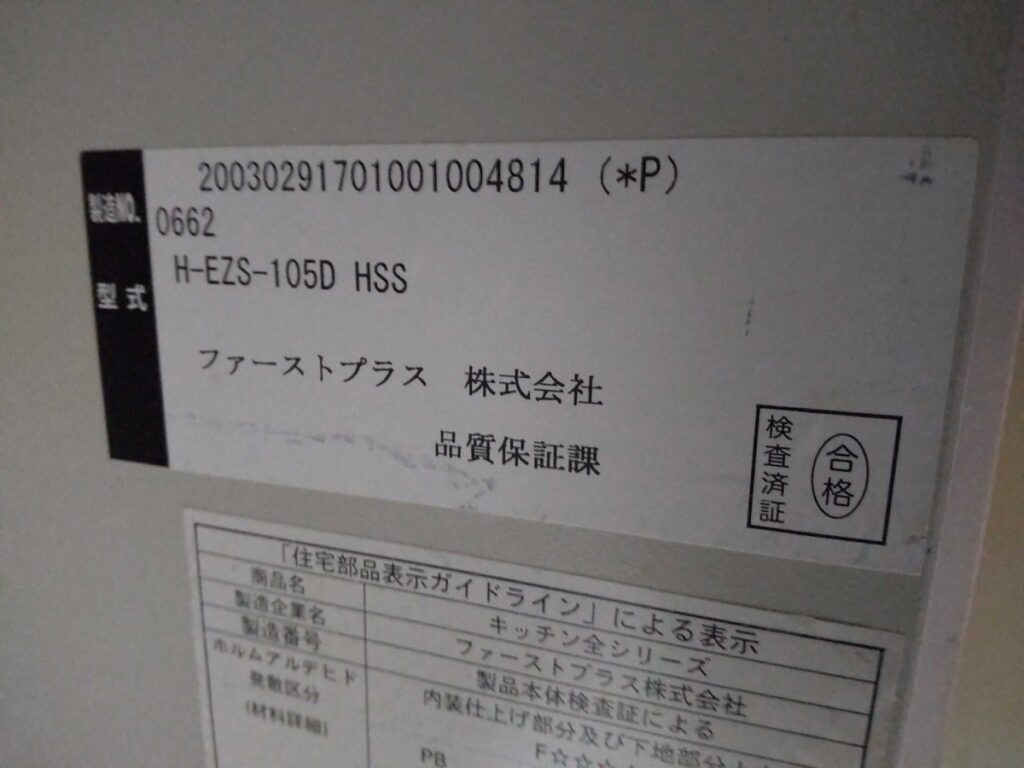 製造NO.
20030291701001004814 (*P)
0662
型式
H-EZS-105D HSS
ファーストプラス 株式会社
品質保証課
検査済証
合格
「住宅部品表示ガイドライン」による表示
商品名 キッチン全シリーズ
製造企業名 ファーストプラス株式会社
製造番号 製品本体検査証による
ホルムアルデヒド 内装仕上げ部分及び下地部分
発散区分
(材料詳細) PB F☆☆☆